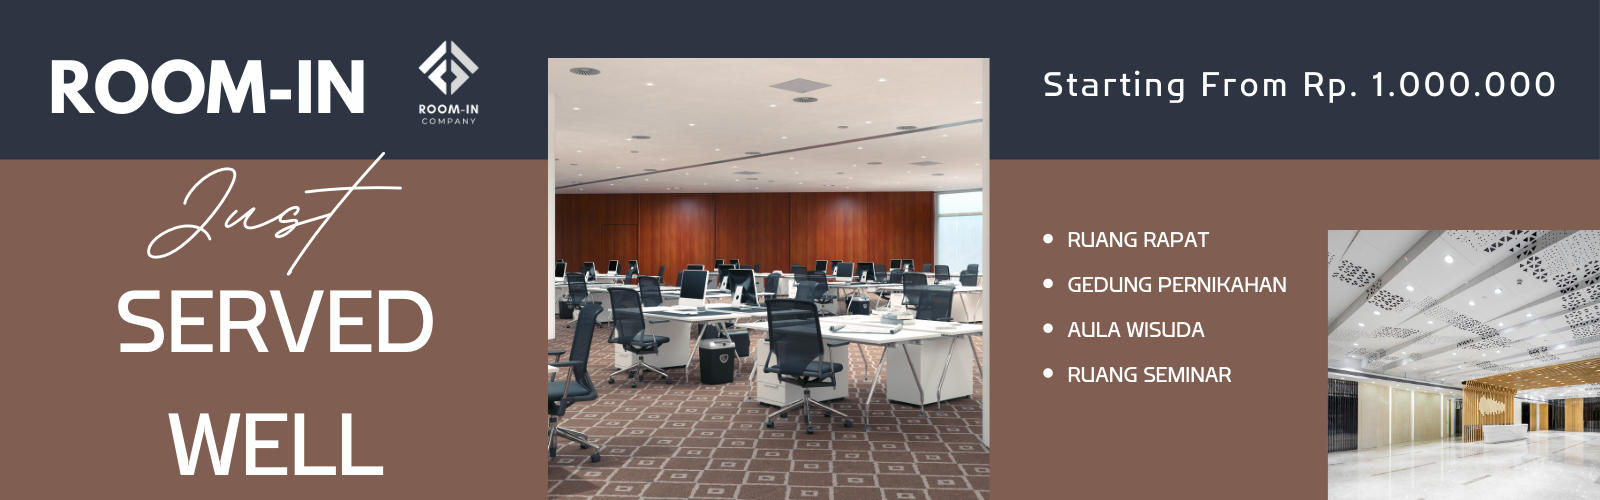 ROOM-IN
ROOM-IN
COMPANY
Just
SERVED
WELL
Starting From Rp. 1.000.000
RUANG RAPAT
GEDUNG PERNIKAHAN
AULA WISUDA
RUANG SEMINAR